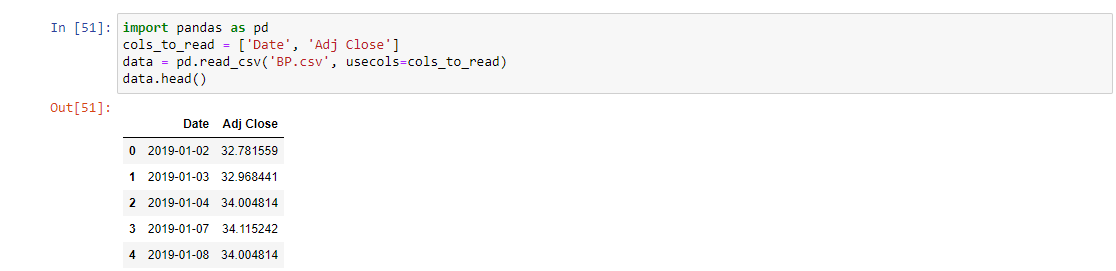 In [51]: import pandas as pd
cols_to_read = ['Date', 'Adj Close']
data = pd.read_csv('BP.csv', usecols=cols_to_read)
data.head()
Out[51]:
Date Adj Close
0 2019-01-02 32.781559
1 2019-01-03 32.968441
2 2019-01-04 34.004814
3 2019-01-07 34.115242
4 2019-01-08 34.004814